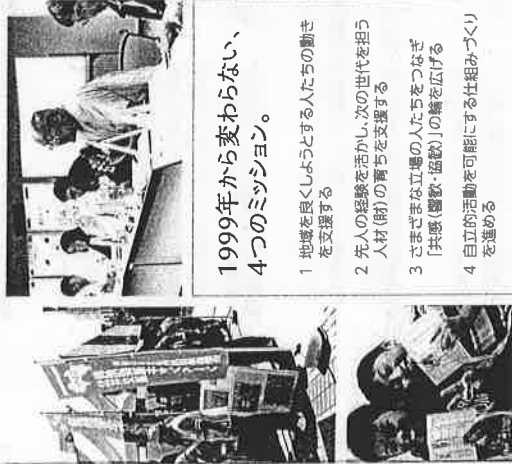 1999年から変わらない、
4つのミッション。
1 地域を良くしようとする人たちの動き
を支援する
2 先人の経験を活かし、次の世代を担う
人材(財)の育ちを支援する
3 さまざまな立場の人たちをつなぎ
「共感(響歓・協歓)」の輪を広げる
4 自立的活動を可能にする仕組みづくり
を進める